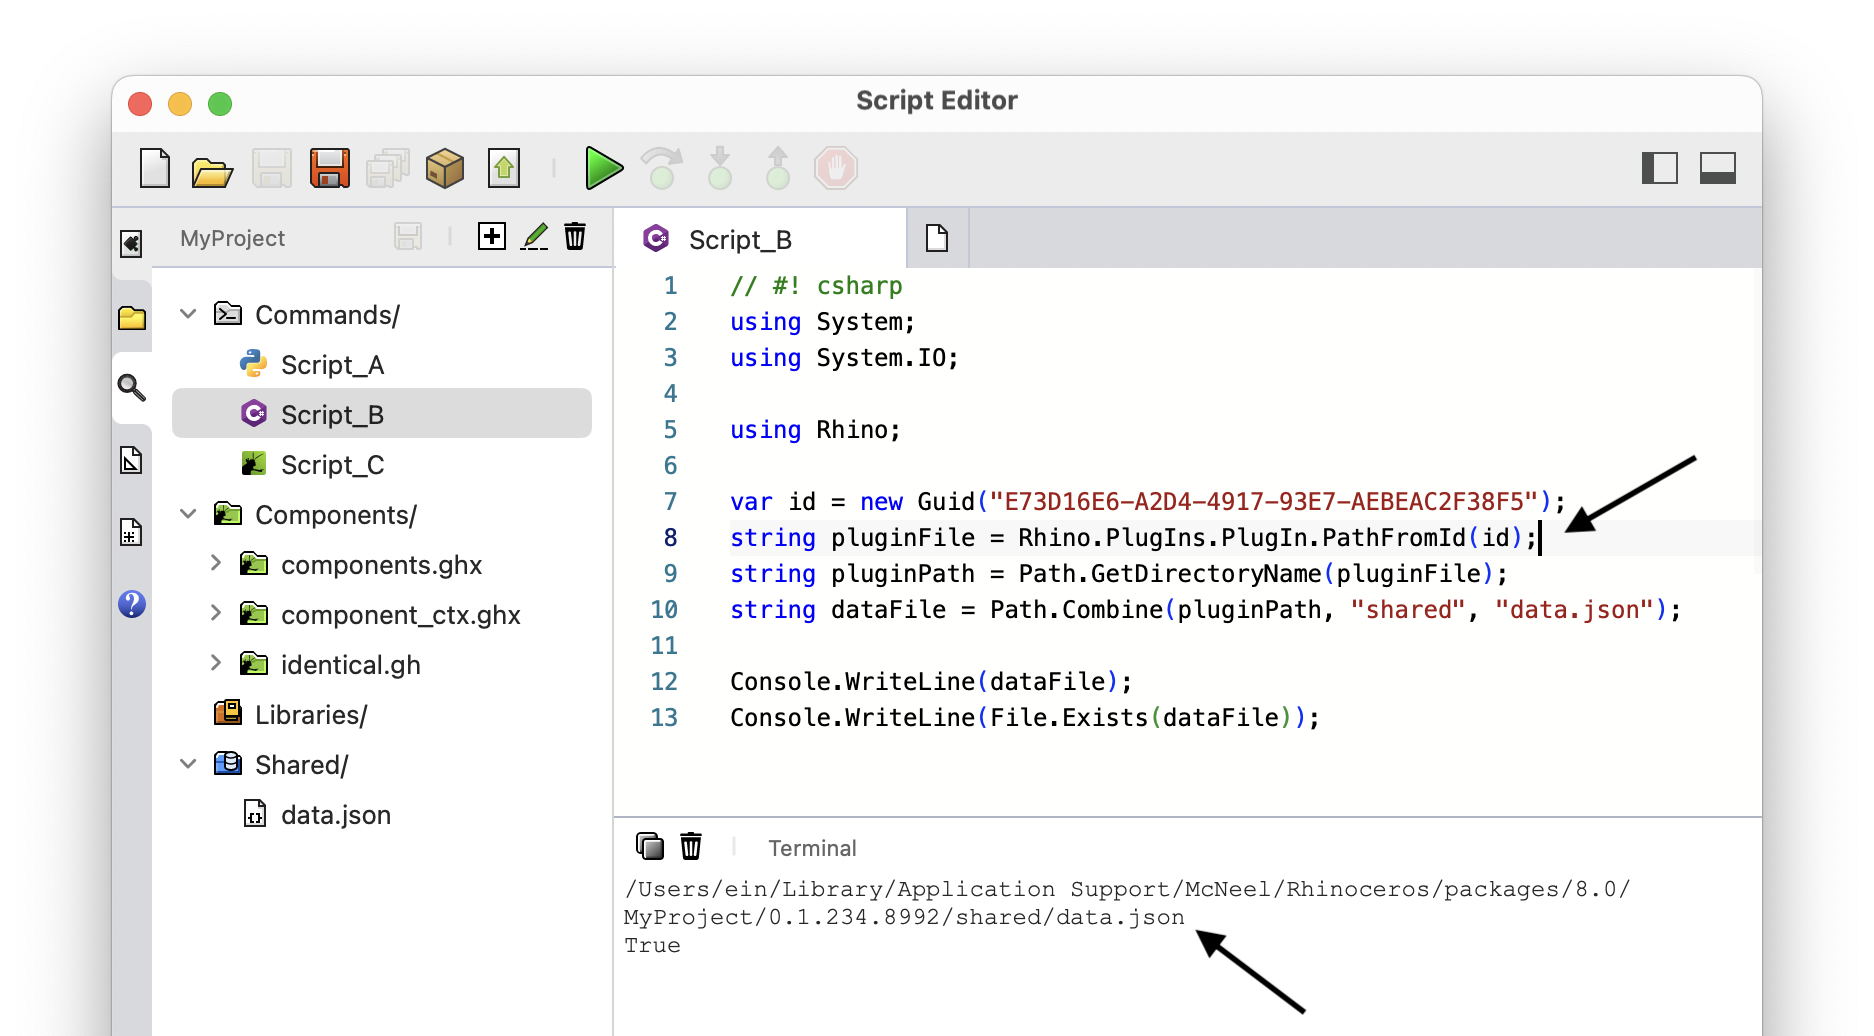 Script Editor
MyProject
Commands/
Script_A
Script_B
Script_C
Components/
components.ghx
component_ctx.ghx
identical.gh
Libraries/
Shared/
data.json
Script_B
1 // #! csharp
2 using System;
3 using System.IO;
4
5 using Rhino;
6
7 var id = new Guid("E73D16E6-A2D4-4917-93E7-AEBEAC2F38F5");
8 string pluginFile = Rhino.PlugIns.PlugIn.PathFromId(id);
9 string pluginPath = Path.GetDirectoryName(pluginFile);
10 string dataFile = Path.Combine(pluginPath, "shared", "data.json");
11
12 Console.WriteLine(dataFile);
13 Console.WriteLine(File.Exists(dataFile));
Terminal
/Users/ein/Library/Application Support/McNeel/Rhinoceros/packages/8.0/
MyProject/0.1.234.8992/shared/data.json
True